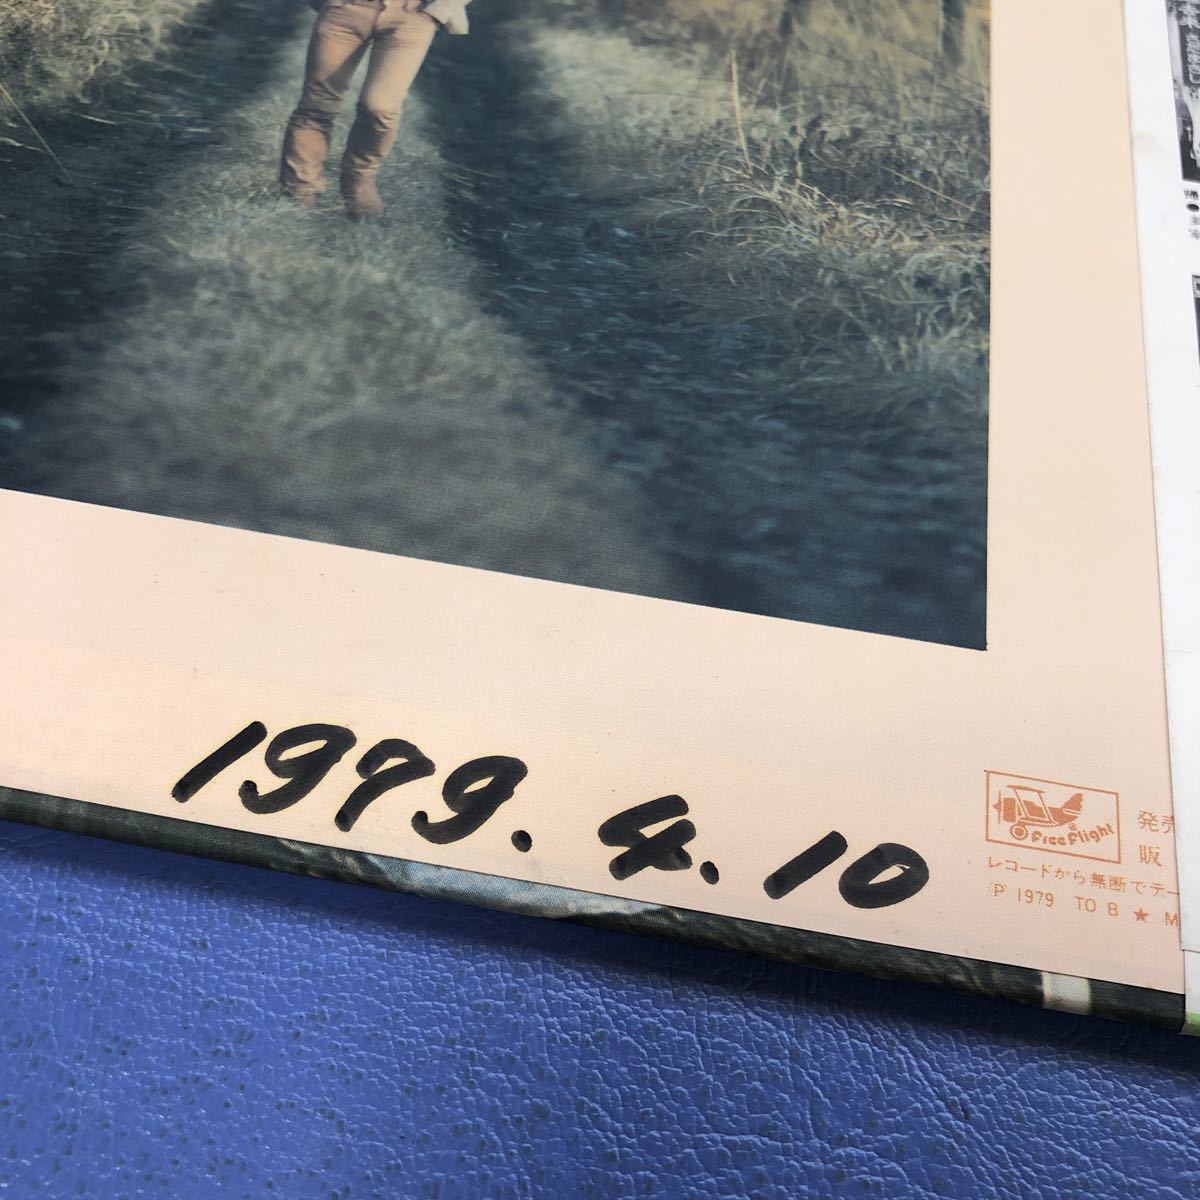 1979.4.10
Free Flight
発売
販
レコードから無断でテー
Ⓟ 1979 TO 8 ★ M